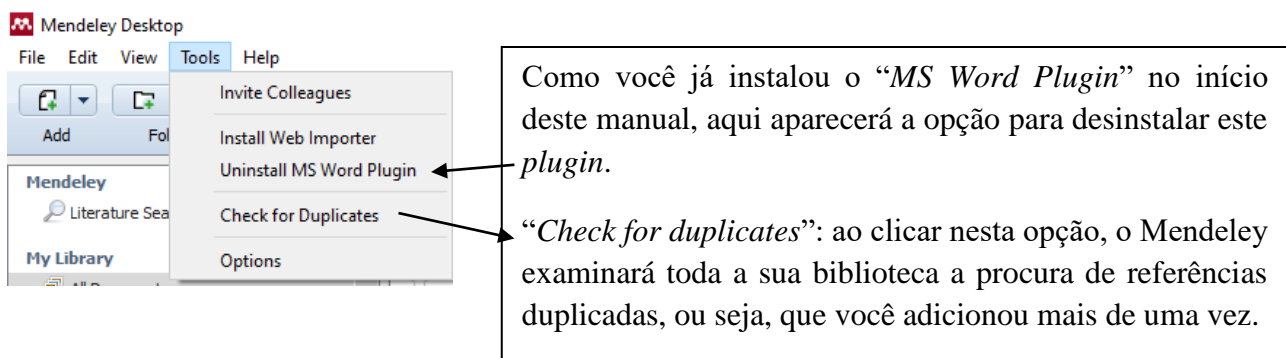 Mendeley Desktop
File Edit View Tools Help
Invite Colleagues
Install Web Importer
Uninstall MS Word Plugin
Check for Duplicates
Options
Add
Fol
Mendeley
Literature Sea
My Library
Como você já instalou o “MS Word Plugin” no início
deste manual, aqui aparecerá a opção para desinstalar este
plugin.
“Check for duplicates”: ao clicar nesta opção, o Mendeley
examinará toda a sua biblioteca a procura de referências
duplicadas, ou seja, que você adicionou mais de uma vez.